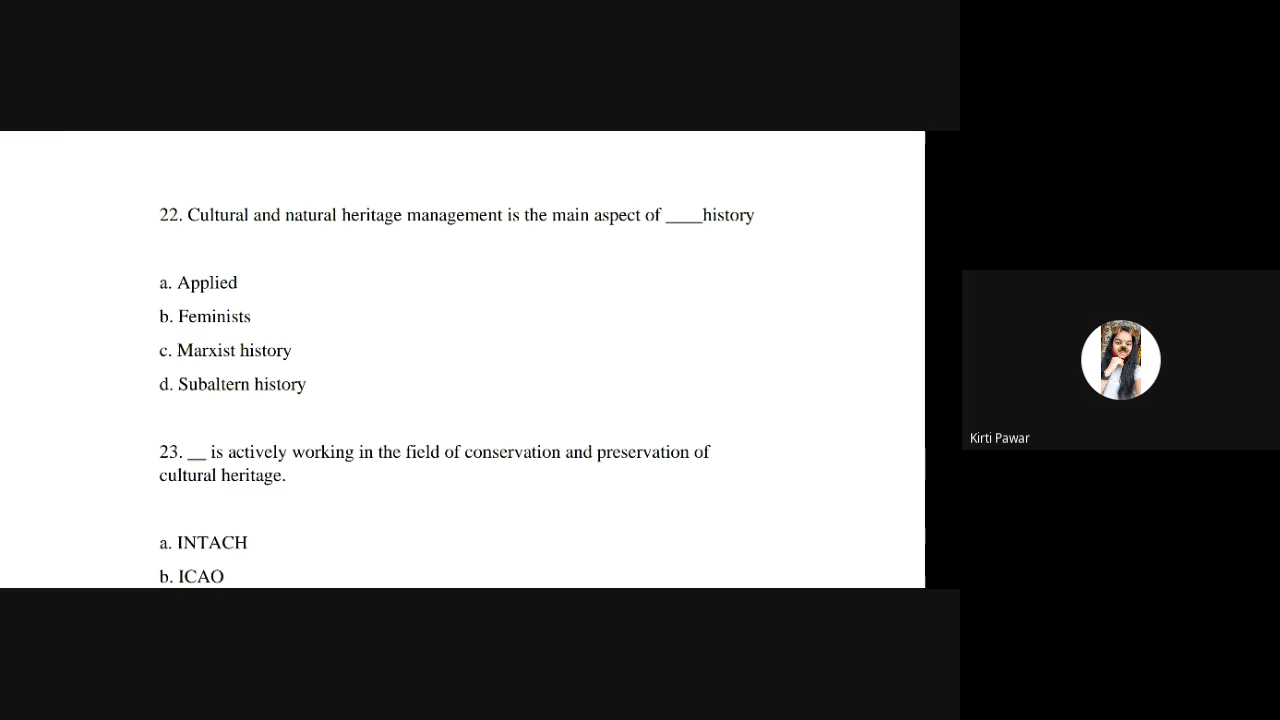 22. Cultural and natural heritage management is the main aspect of ____history
a. Applied
b. Feminists
c. Marxist history
d. Subaltern history
23. __ is actively working in the field of conservation and preservation of
cultural heritage.
a. INTACH
b. ICAO
Kirti Pawar